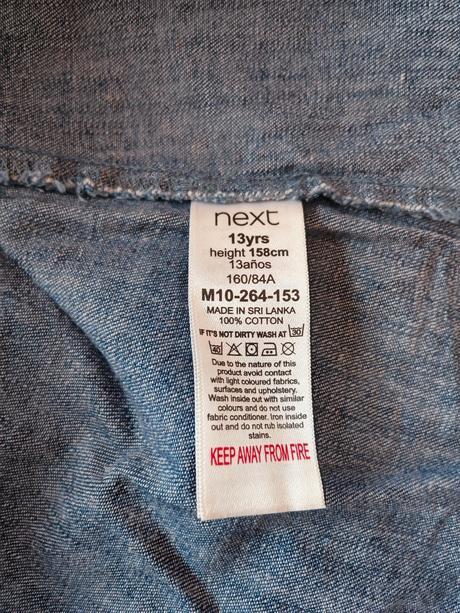 next
13yrs
height 158cm
13años
160/84A
M10-264-153
MADE IN SRI LANKA
100% COTTON
IF IT'S NOT DIRTY WASH AT 30
40
Due to the nature of this
product avoid contact
with light coloured fabrics,
surfaces and upholstery.
Wash inside out with similar
colours and do not use
fabric conditioner. Iron inside
out and do not rub isolated
stains.
KEEP AWAY FROM FIRE